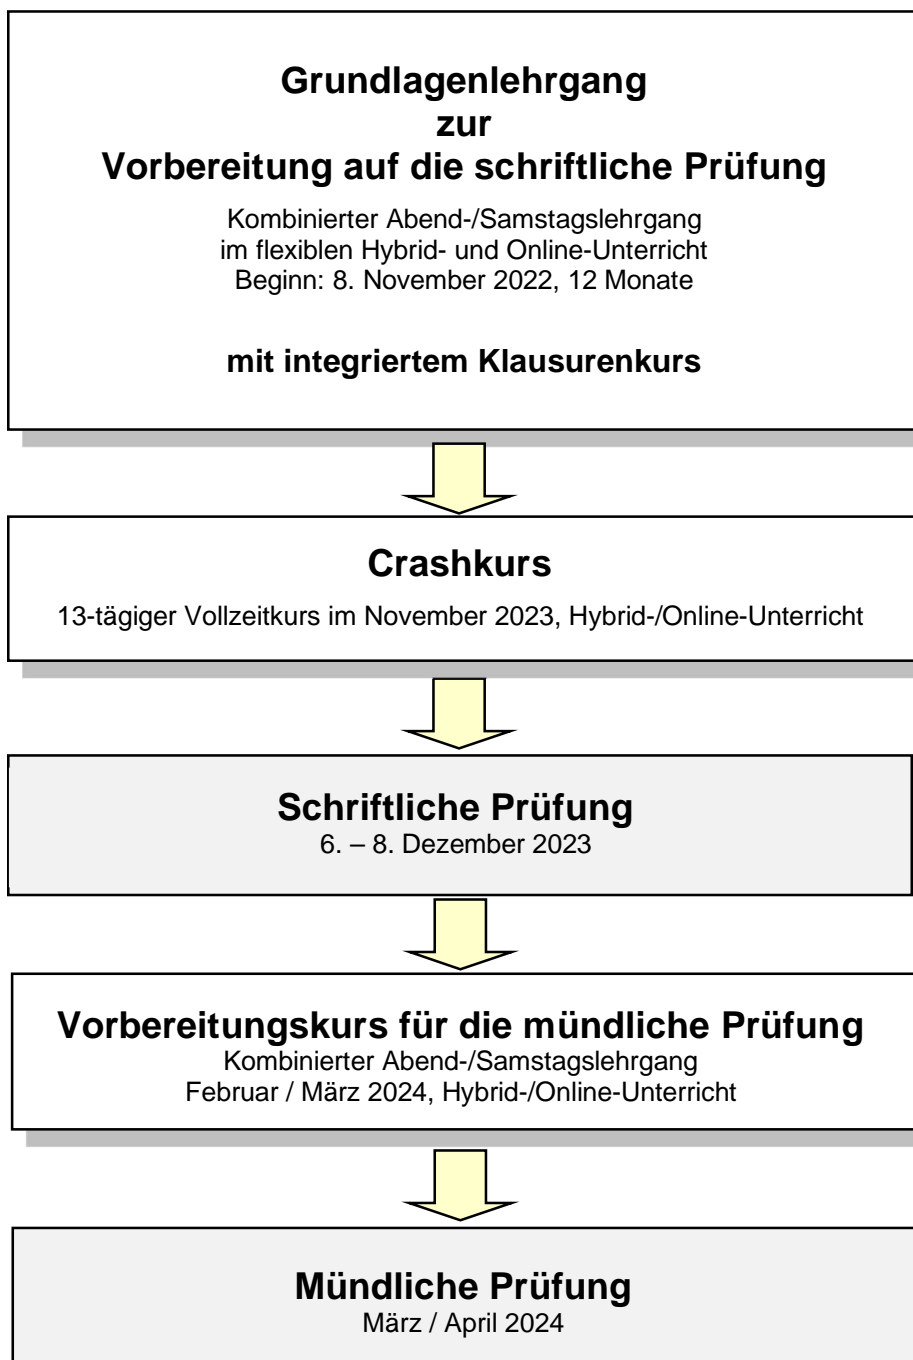 Grundlagenlehrgang
zur
Vorbereitung auf die schriftliche Prüfung
Kombinierter Abend-/Samstagslehrgang
im flexiblen Hybrid- und Online-Unterricht
Beginn: 8. November 2022, 12 Monate
mit integriertem Klausurenkurs
Crashkurs
13-tägiger Vollzeitkurs im November 2023, Hybrid-/Online-Unterricht
Schriftliche Prüfung
6. – 8. Dezember 2023
Vorbereitungskurs für die mündliche Prüfung
Kombinierter Abend-/Samstagslehrgang
Februar / März 2024, Hybrid-/Online-Unterricht
Mündliche Prüfung
März / April 2024